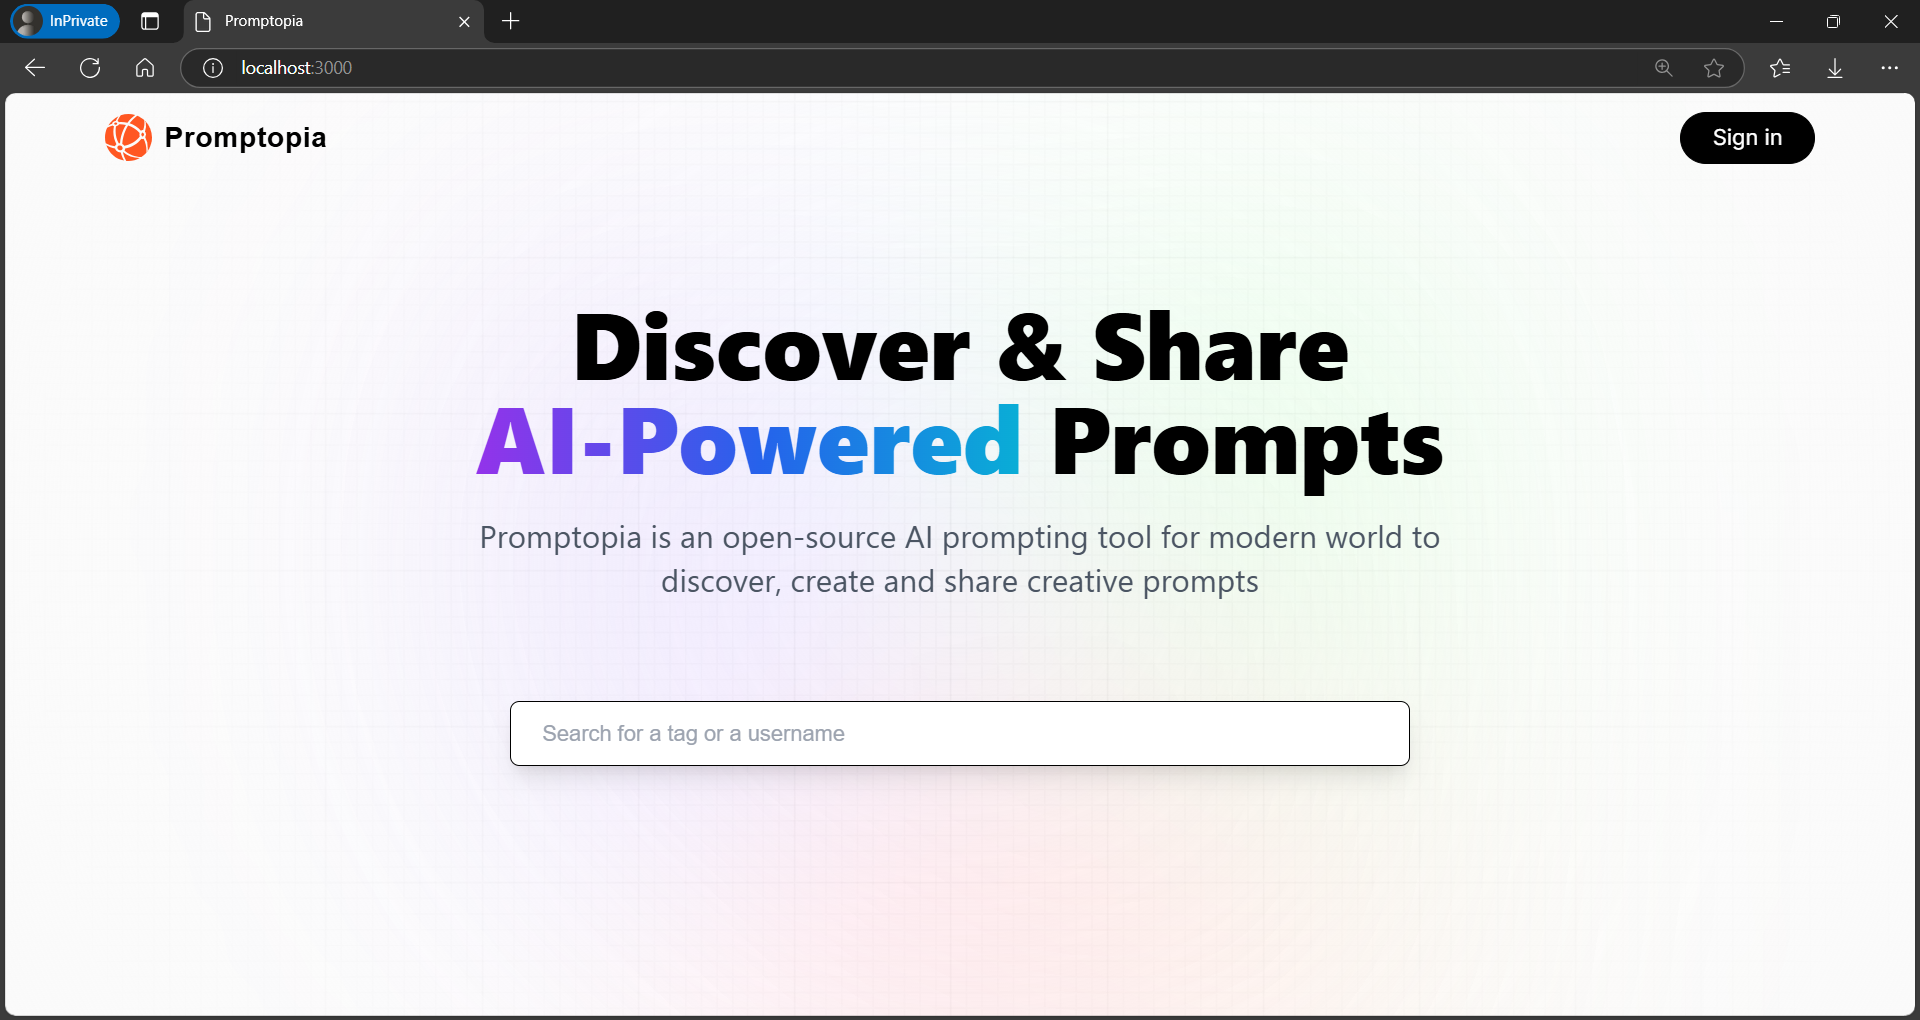 InPrivate
Promptopia
localhost:3000
Promptopia
Sign in
Discover & Share
AI-Powered Prompts
Promptopia is an open-source AI prompting tool for modern world to
discover, create and share creative prompts
Search for a tag or a username